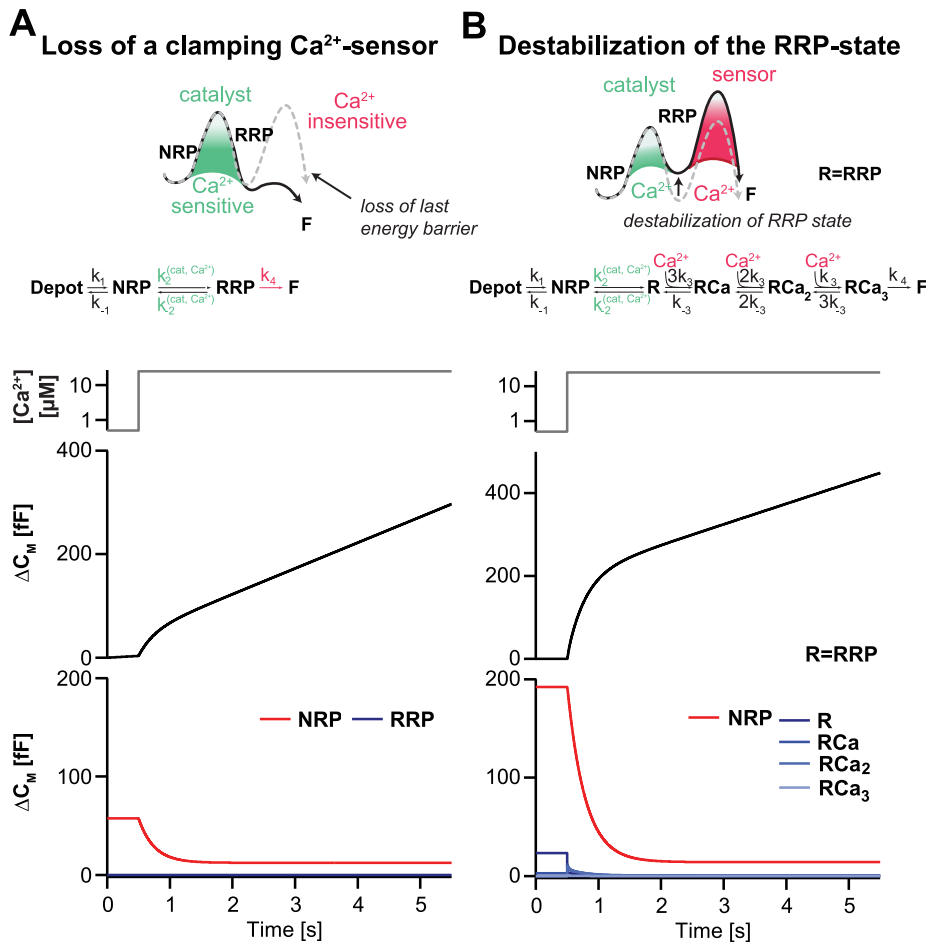 A Loss of a clamping Ca²⁺-sensor
catalyst
Ca²⁺
insensitive
NRP
RRP
Ca²⁺
sensitive
F
loss of last
energy barrier
Depot k₁ k₋₁ NRP k₂(cat, Ca²⁺) k₋₂(cat, Ca²⁺) RRP k₄ F
[Ca²⁺]
[µM]
10
1
ΔC_M [fF]
400
200
0
ΔC_M [fF]
200
100
0
NRP RRP
0 1 2 3 4 5
Time [s]
B Destabilization of the RRP-state
sensor
catalyst
RRP
NRP
Ca²⁺ Ca²⁺
F
R=RRP
destabilization of RRP state
Depot k₁ k₋₁ NRP k₂(cat, Ca²⁺) k₋₂(cat, Ca²⁺) R Ca²⁺ 3k₃ k₋₃ RCa Ca²⁺ 2k₃ 2k₋₃ RCa₂ Ca²⁺ k₃ 3k₋₃ RCa₃ k₄ F
10
1
400
200
0
R=RRP
200
100
0
NRP
R
RCa
RCa₂
RCa₃
0 1 2 3 4 5
Time [s]